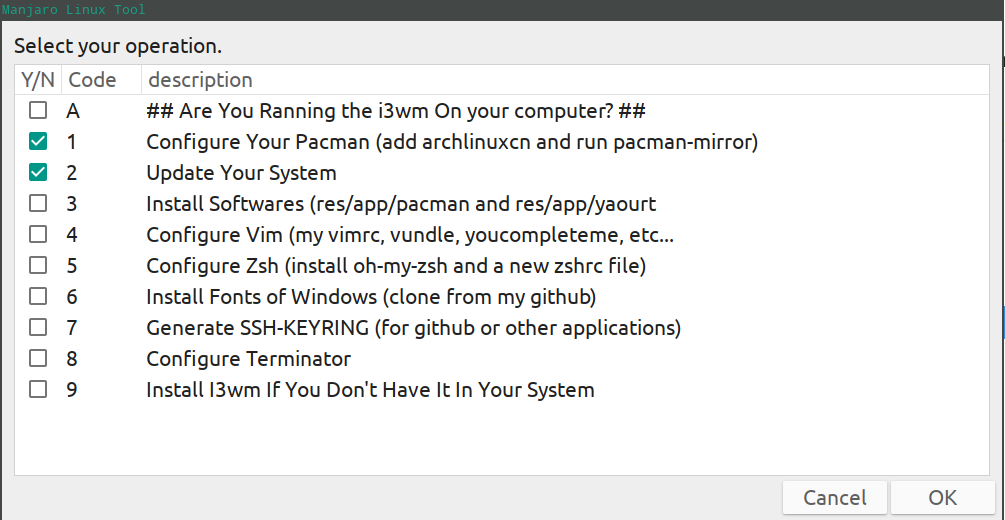 Manjaro Linux Tool
Select your operation.
Y/N Code description
A ## Are You Ranning the i3wm On your computer? ##
1 Configure Your Pacman (add archlinuxcn and run pacman-mirror)
2 Update Your System
3 Install Softwares (res/app/pacman and res/app/yaourt
4 Configure Vim (my vimrc, vundle, youcompleteme, etc...
5 Configure Zsh (install oh-my-zsh and a new zshrc file)
6 Install Fonts of Windows (clone from my github)
7 Generate SSH-KEYRING (for github or other applications)
8 Configure Terminator
9 Install I3wm If You Don't Have It In Your System
Cancel OK